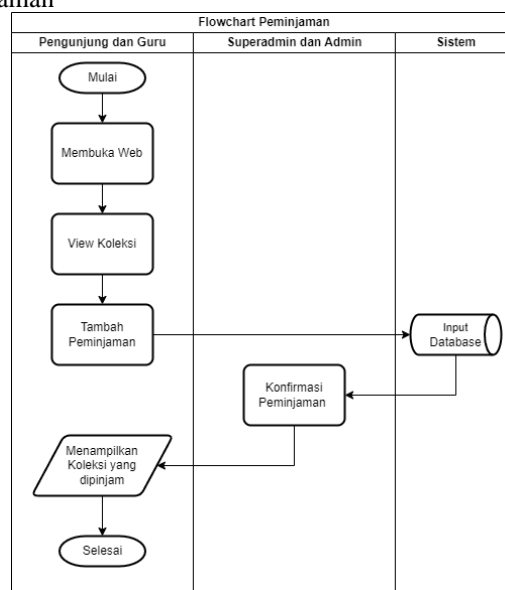 Flowchart Peminjaman
Pengunjung dan Guru
Superadmin dan Admin
Sistem
Mulai
Membuka Web
View Koleksi
Tambah
Peminjaman
Input
Database
Konfirmasi
Peminjaman
Menampilkan
Koleksi yang
dipinjam
Selesai